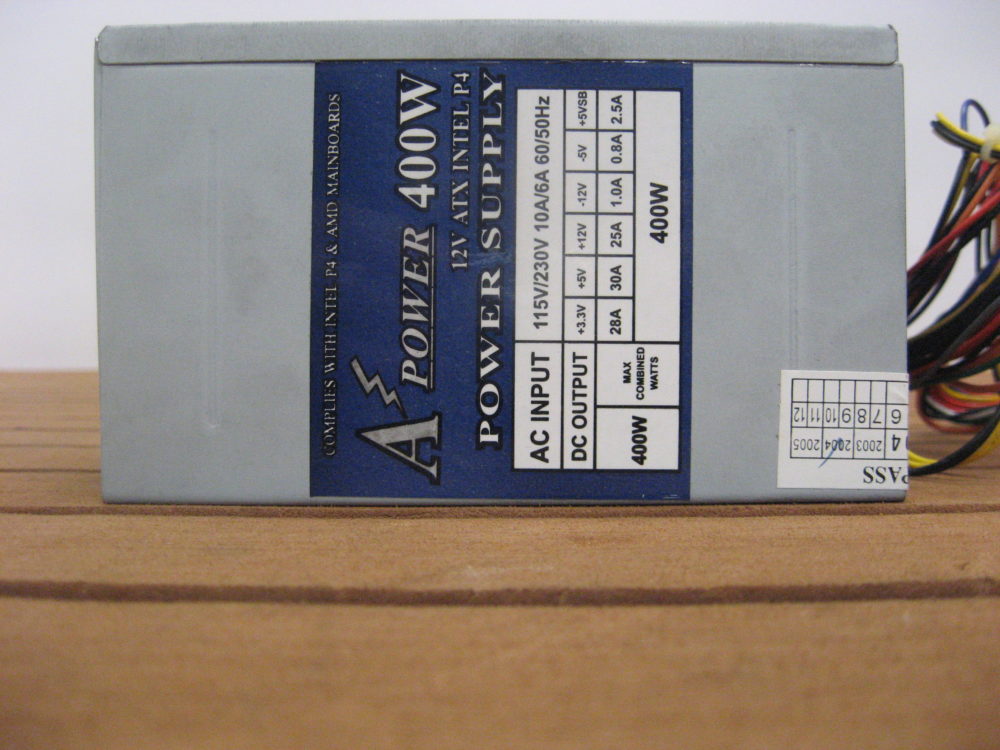 COMPLIES WITH INTEL P4 & AMD MAINBOARDS
A POWER 400W
12V ATX INTEL P4
POWER SUPPLY
AC INPUT 115V/230V 10A/6A 60/50Hz
DC OUTPUT +3.3V +5V +12V -12V -5V +5VSB
28A 30A 25A 1.0A 0.8A 2.5A
400W MAX COMBINED WATTS 400W
PASS
2005 2004 2003
12 11 10 9 8 7 6